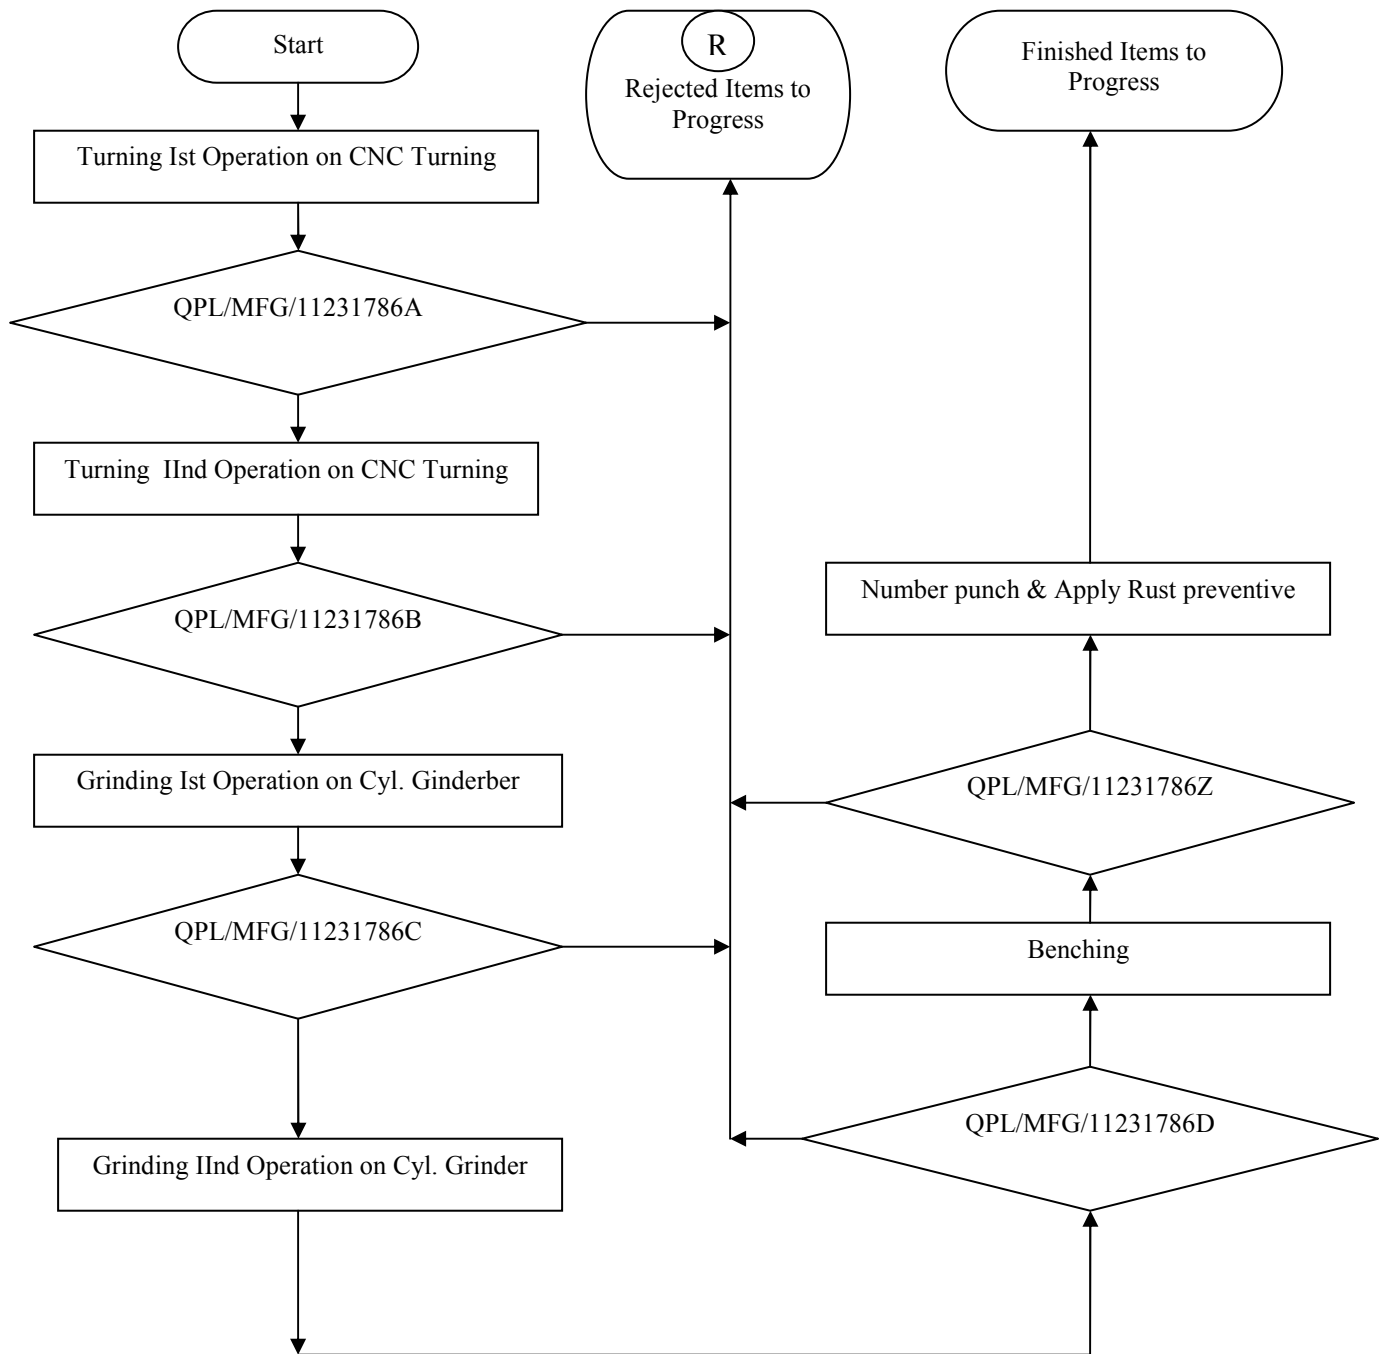 Start
Turning Ist Operation on CNC Turning
QPL/MFG/11231786A
Turning IInd Operation on CNC Turning
QPL/MFG/11231786B
Grinding Ist Operation on Cyl. Ginderber
QPL/MFG/11231786C
Grinding IInd Operation on Cyl. Grinder
R
Rejected Items to
Progress
Finished Items to
Progress
Number punch & Apply Rust preventive
QPL/MFG/11231786Z
Benching
QPL/MFG/11231786D